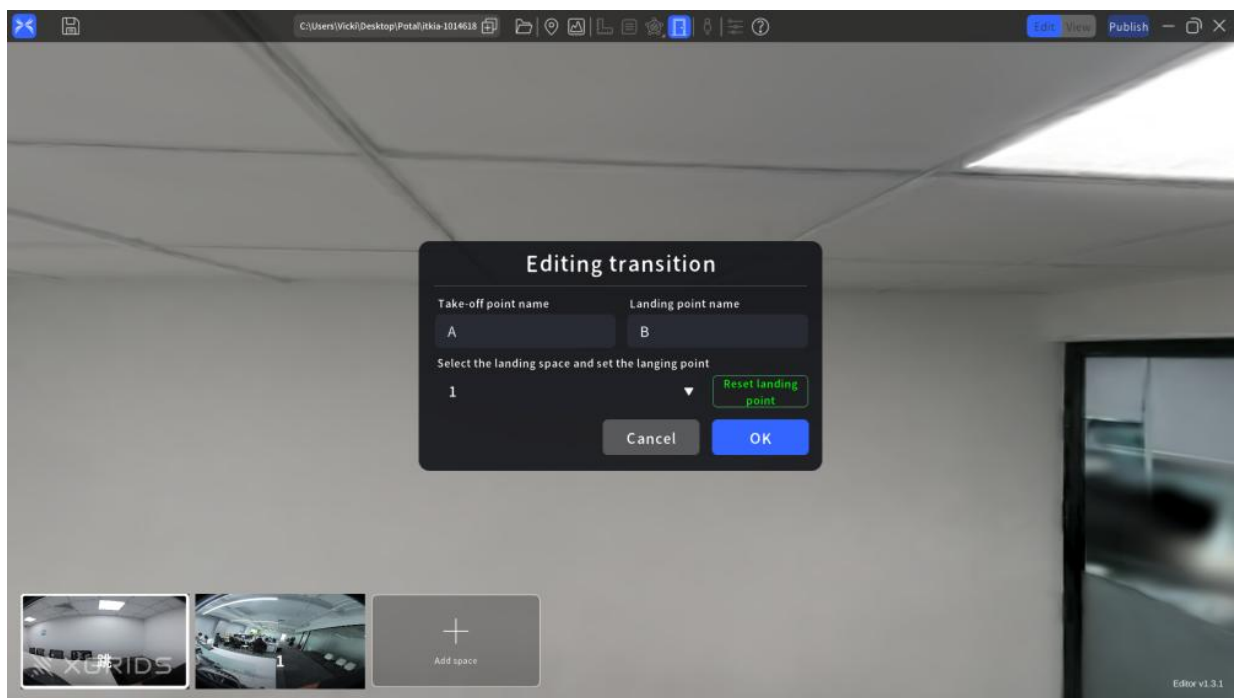 C:\Users\Vicki\Desktop\Potal\itkia-1014618
Edit View Publish
Editing transition
Take-off point name Landing point name
A B
Select the landing space and set the langing point
1 Reset landing
point
Cancel OK
跳 1 Add space
XGRIDS
Editor v1.3.1